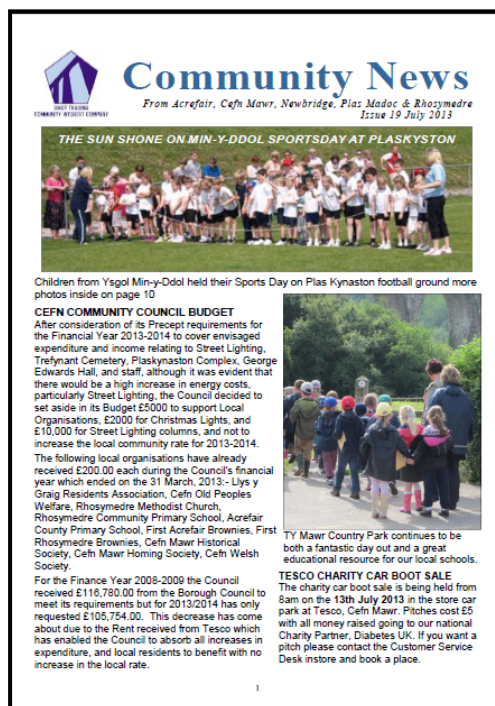 Community News
From Acrefair, Cefn Mawr, Newbridge, Plas Madoc & Rhosymedre
Issue 19 July 2013
TRADING
COMMUNITY INTEREST COMPANY
THE SUN SHONE ON MIN-Y-DDOL SPORTSDAY AT PLASKYSTON
Children from Ysgol Min-y-Ddol held their Sports Day on Plas Kynaston football ground more
photos inside on page 10
CEFN COMMUNITY COUNCIL BUDGET
After consideration of its Precept requirements for
the Financial Year 2013-2014 to cover envisaged
expenditure and income relating to Street Lighting,
Trefynant Cemetery, Plaskynaston Complex, George
Edwards Hall, and staff, although it was evident that
there would be a high increase in energy costs,
particularly Street Lighting, the Council decided to
set aside in its Budget £5000 to support Local
Organisations, £2000 for Christmas Lights, and
£10,000 for Street Lighting columns, and not to
increase the local community rate for 2013-2014.
The following local organisations have already
received £200.00 each during the Council's financial
year which ended on the 31 March, 2013:- Llys y
Graig Residents Association, Cefn Old Peoples
Welfare, Rhosymedre Methodist Church,
Rhosymedre Community Primary School, Acrefair
County Primary School, First Acrefair Brownies, First
Rhosymedre Brownies, Cefn Mawr Historical
Society, Cefn Mawr Homing Society, Cefn Welsh
Society.
For the Finance Year 2008-2009 the Council
received £116,780.00 from the Borough Council to
meet its requirements but for 2013/2014 has only
requested £105,754.00.  This decrease has come
about due to the Rent received from Tesco which
has enabled the Council to absorb all increases in
expenditure, and local residents to benefit with no
increase in the local rate.
TY Mawr Country Park continues to be
both a fantastic day out and a great
educational resource for our local schools.
TESCO CHARITY CAR BOOT SALE
The charity car boot sale is being held from
8am on the 13th July 2013 in the store car
park at Tesco, Cefn Mawr. Pitches cost £5
with all money raised going to our national
Charity Partner, Diabetes UK. If you want a
pitch please contact the Customer Service
Desk instore and book a place.
1